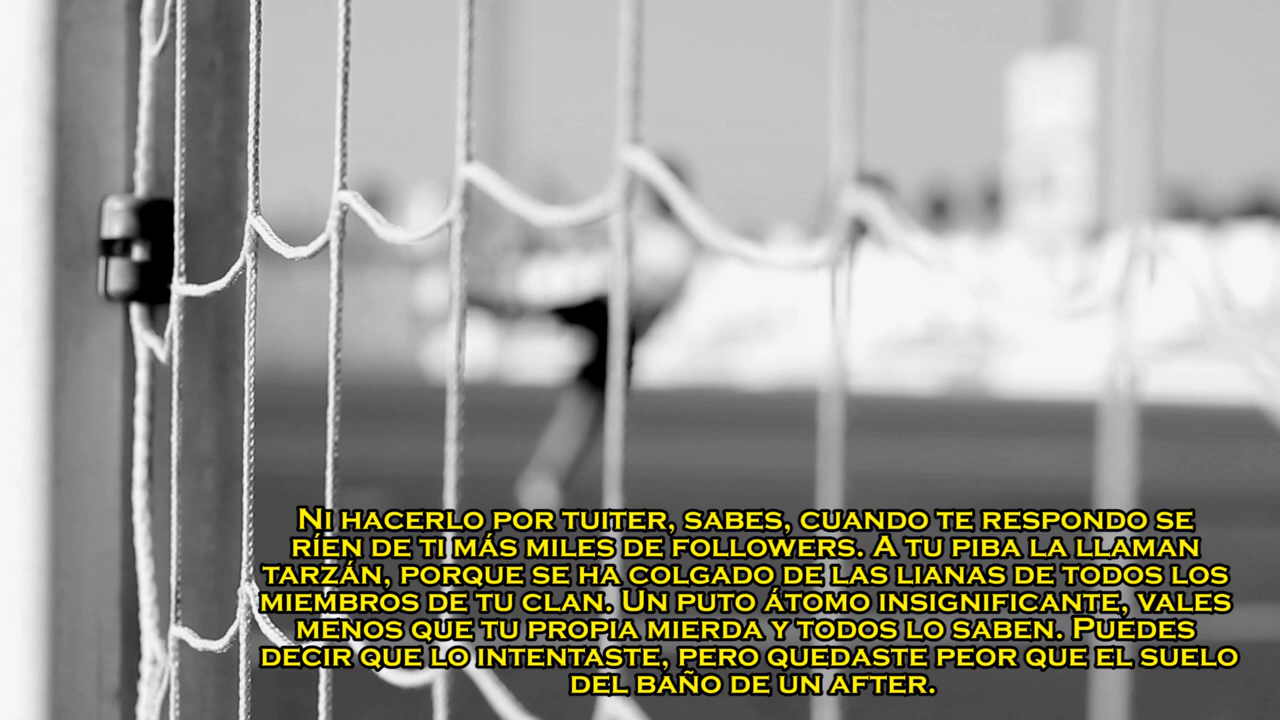 Ni hacerlo por tuiter, sabes, cuando te respondo se
ríen de ti más miles de followers. A tu piba la llaman
Tarzán, porque se ha colgado de las lianas de todos los
miembros de tu clan. Un puto átomo insignificante, vales
menos que tu propia mierda y todos lo saben. Puedes
decir que lo intentaste, pero quedaste peor que el suelo
del baño de un after.